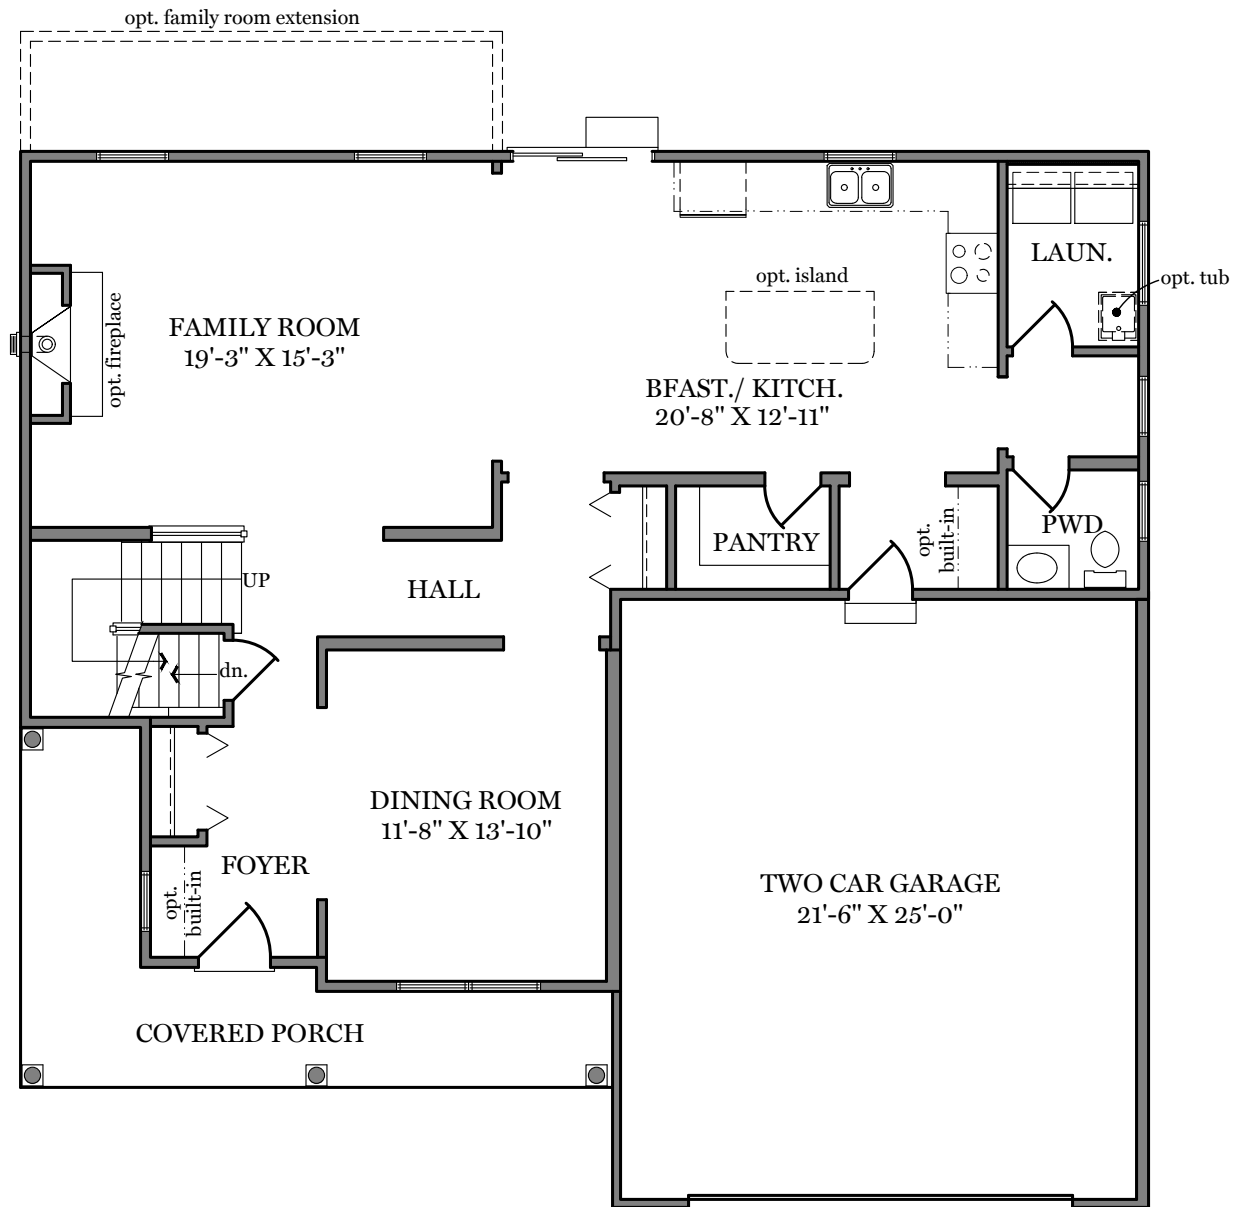 opt. family room extension
LAUN.
opt. tub
opt. island
opt. fireplace
FAMILY ROOM
19'-3" X 15'-3"
BFAST./ KITCH.
20'-8" X 12'-11"
PWD
PANTRY
opt.
built-in
UP
HALL
dn.
DINING ROOM
11'-8" X 13'-10"
FOYER
opt.
built-in
TWO CAR GARAGE
21'-6" X 25'-0"
COVERED PORCH